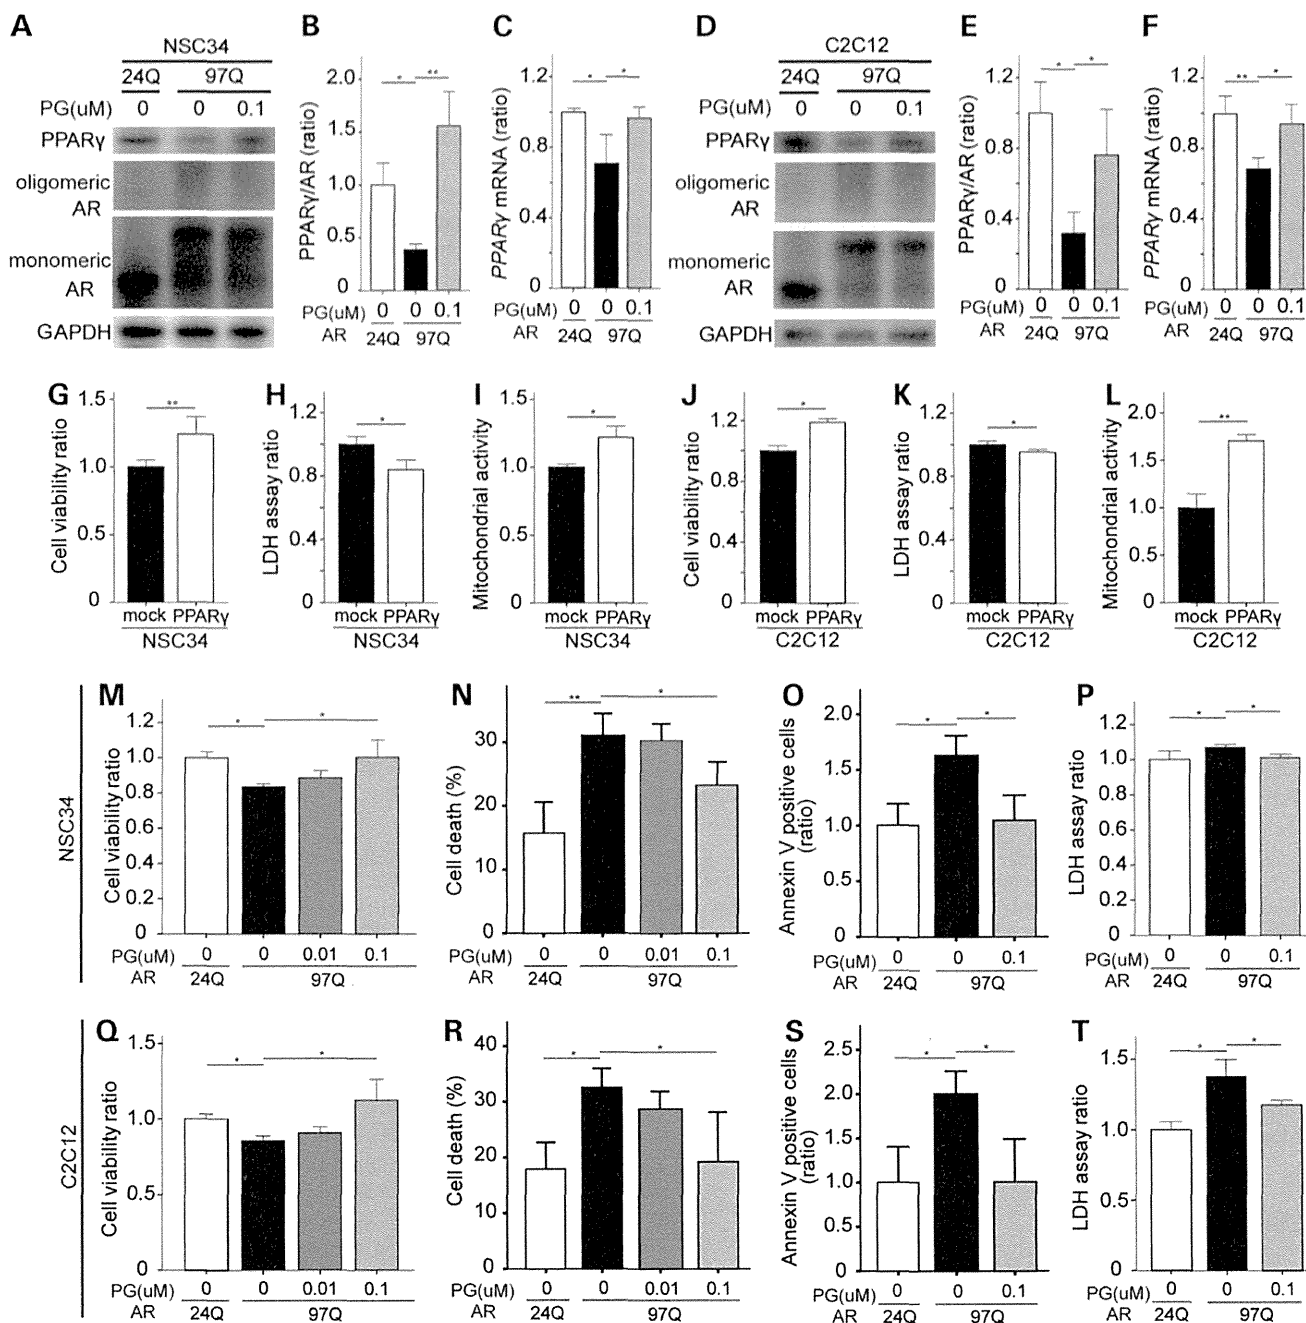 A
NSC34
24Q 97Q
PG(uM) 0 0 0.1
PPARγ
oligomeric
AR
monomeric
AR
GAPDH
B
PPARγ/AR (ratio)
2.0
1.5
1.0
0.5
0
* **
PG(uM) 0 0 0.1
AR 24Q 97Q
C
PPARγ mRNA (ratio)
1.2
0.8
0.4
0
* *
PG(uM) 0 0 0.1
AR 24Q 97Q
D
C2C12
24Q 97Q
PG(uM) 0 0 0.1
PPARγ
oligomeric
AR
monomeric
AR
GAPDH
E
PPARγ/AR (ratio)
1.2
0.8
0.4
0
* *
PG(uM) 0 0 0.1
AR 24Q 97Q
F
PPARγ mRNA (ratio)
1.2
0.8
0.4
0
** *
PG(uM) 0 0 0.1
AR 24Q 97Q
G
Cell viability ratio
1.5
1.0
0.5
0
**
mock PPARγ
NSC34
H
LDH assay ratio
1.2
0.8
0.4
0
*
mock PPARγ
NSC34
I
Mitochondrial activity
1.5
1.0
0.5
0
*
mock PPARγ
NSC34
J
Cell viability ratio
1.2
0.8
0.4
0
*
mock PPARγ
C2C12
K
LDH assay ratio
1.2
0.8
0.4
0
*
mock PPARγ
C2C12
L
Mitochondrial activity
2.0
1.5
1.0
0.5
0
**
mock PPARγ
C2C12
NSC34
M
Cell viability ratio
1.2
1.0
0.8
0.6
0.4
0.2
0
* *
PG(uM) 0 0 0.01 0.1
AR 24Q 97Q
N
Cell death (%)
30
20
10
0
** *
PG(uM) 0 0 0.01 0.1
AR 24Q 97Q
O
Annexin V positive cells
(ratio)
2.0
1.5
1.0
0.5
0
* *
PG(uM) 0 0 0.1
AR 24Q 97Q
P
LDH assay ratio
1.2
1.0
0.8
0.6
0.4
0.2
0
* *
PG(uM) 0 0 0.1
AR 24Q 97Q
C2C12
Q
Cell viability ratio
1.5
1.0
0.5
0
* *
PG(uM) 0 0 0.01 0.1
AR 24Q 97Q
R
Cell death (%)
40
30
20
10
0
* *
PG(uM) 0 0 0.01 0.1
AR 24Q 97Q
S
Annexin V positive cells
(ratio)
2.5
2.0
1.5
1.0
0.5
0
* *
PG(uM) 0 0 0.1
AR 24Q 97Q
T
LDH assay ratio
1.5
1.0
0.5
0
* *
PG(uM) 0 0 0.1
AR 24Q 97Q